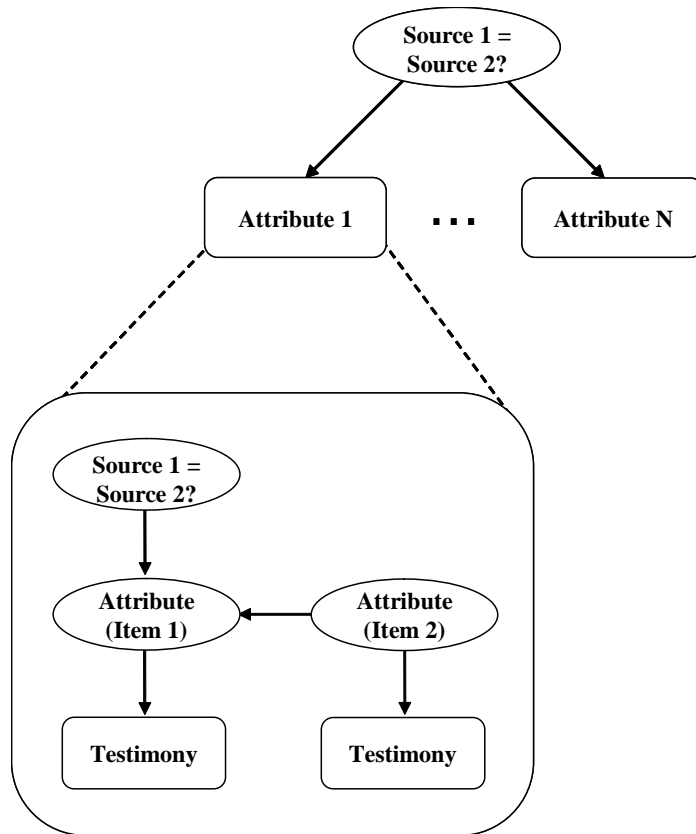 Source 1 =
Source 2?
Attribute 1
...
Attribute N
Source 1 =
Source 2?
Attribute
(Item 1)
Attribute
(Item 2)
Testimony
Testimony